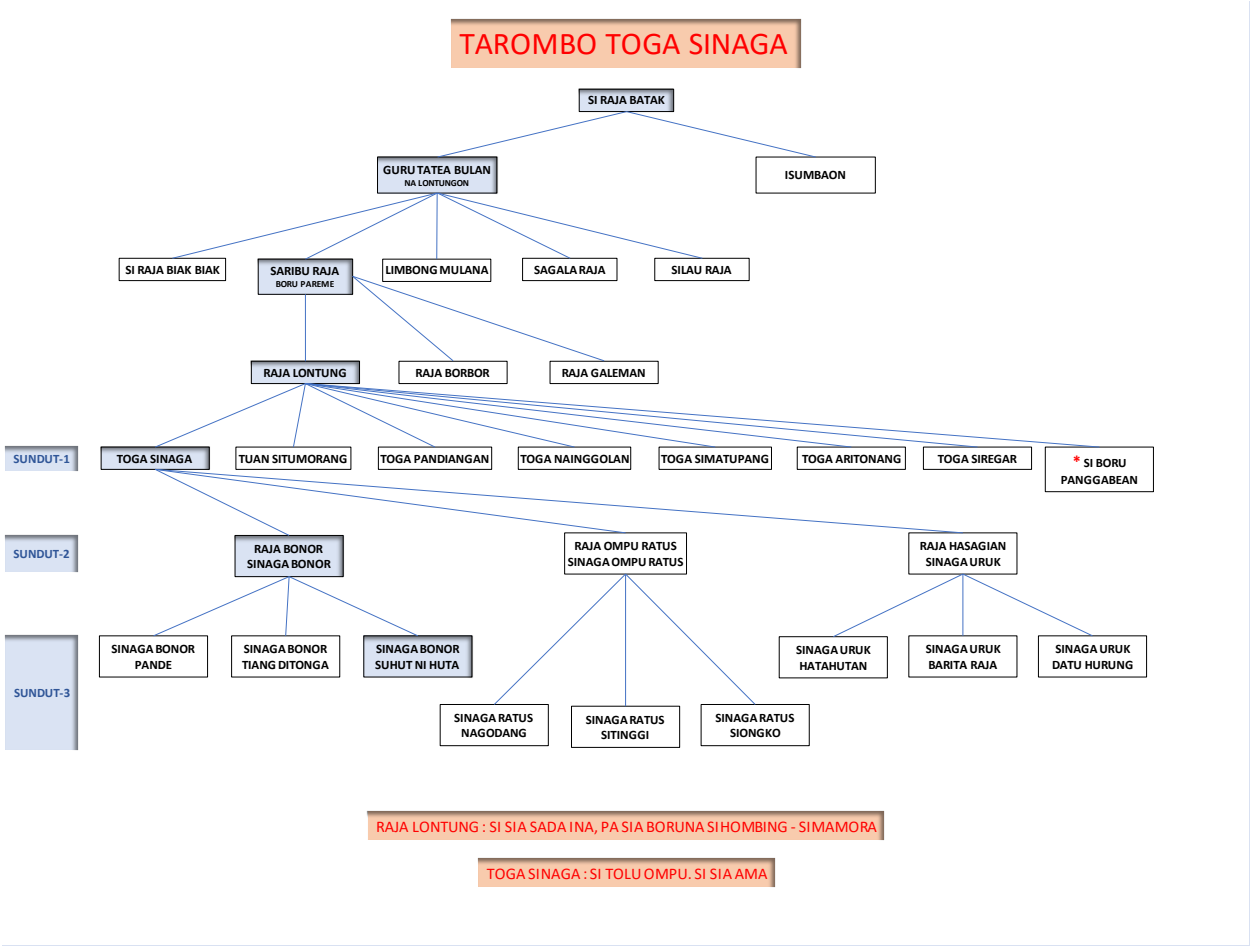 TAROMBO TOGA SINAGA
SI RAJA BATAK
GURU TATEA BULAN
NA LONTUNGON
ISUMBAON
SI RAJA BIAK BIAK
SARIBU RAJA
BORU PAREME
LIMBONG MULANA
SAGALA RAJA
SILAU RAJA
RAJA LONTUNG
RAJA BORBOR
RAJA GALEMAN
SUNDUT-1
TOGA SINAGA
TUAN SITUMORANG
TOGA PANDIANGAN
TOGA NAINGGOLAN
TOGA SIMATUPANG
TOGA ARITONANG
TOGA SIREGAR
* SI BORU
PANGGABEAN
SUNDUT-2
RAJA BONOR
SINAGA BONOR
RAJA OMPU RATUS
SINAGA OMPU RATUS
RAJA HASAGIAN
SINAGA URUK
SUNDUT-3
SINAGA BONOR
PANDE
SINAGA BONOR
TIANG DITONGA
SINAGA BONOR
SUHUT NI HUTA
SINAGA URUK
HATAHUTAN
SINAGA URUK
BARITA RAJA
SINAGA URUK
DATU HURUNG
SINAGA RATUS
NAGODANG
SINAGA RATUS
SITINGGI
SINAGA RATUS
SIONGKO
RAJA LONTUNG : SI SIA SADA INA, PA SIA BORUNA SIHOMBING - SIMAMORA
TOGA SINAGA : SI TOLU OMPU. SI SIA AMA